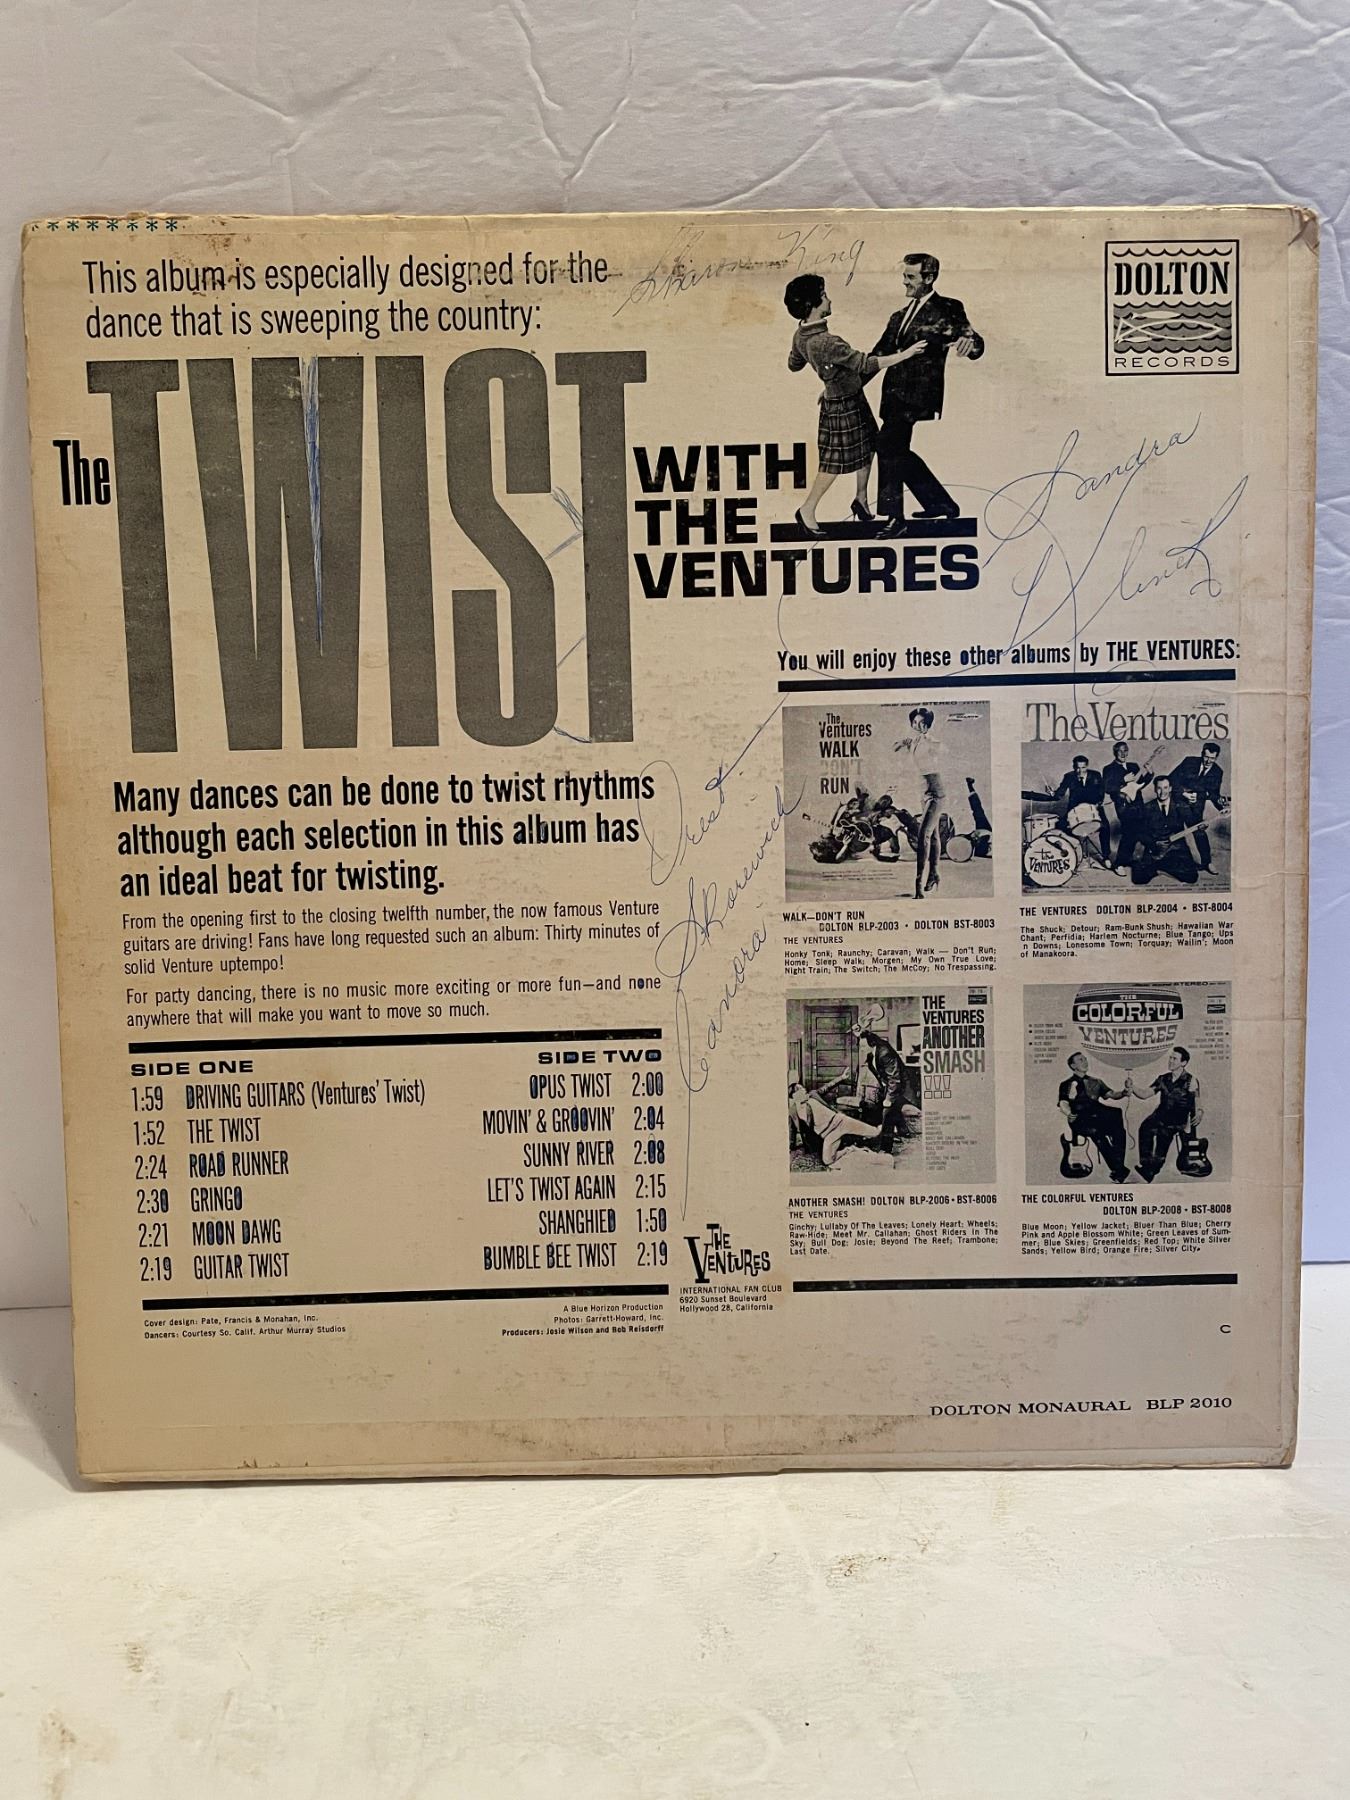 * * * * * * * *
This album is especially designed for the
dance that is sweeping the country:
Sharon King
DOLTON
RECORDS
The TWIST
WITH
THE
VENTURES
Sandra
You will enjoy these other albums by THE VENTURES:
Many dances can be done to twist rhythms
although each selection in this album has
an ideal beat for twisting.
From the opening first to the closing twelfth number, the now famous Venture
guitars are driving! Fans have long requested such an album: Thirty minutes of
solid Venture uptempo!
For party dancing, there is no music more exciting or more fun—and none
anywhere that will make you want to move so much.
SIDE ONE
1:59 DRIVING GUITARS (Ventures' Twist)
1:52 THE TWIST
2:24 ROAD RUNNER
2:30 GRINGO
2:21 MOON DAWG
2:19 GUITAR TWIST
SIDE TWO
OPUS TWIST 2:00
MOVIN' & GROOVIN' 2:04
SUNNY RIVER 2:08
LET'S TWIST AGAIN 2:15
SHANGHIED 1:50
BUMBLE BEE TWIST 2:19
Cover design: Pate, Francis & Monahan, Inc.
Dancers: Courtesy So. Calif. Arthur Murray Studios
A Blue Horizon Production
Photos: Garrett-Howard, Inc.
Producers: Josie Wilson and Bob Reisdorff
THE
VENTURES
INTERNATIONAL FAN CLUB
6920 Sunset Boulevard
Hollywood 28, California
The
Ventures
WALK
DON'T
RUN
WALK—DON'T RUN
DOLTON BLP-2003 • DOLTON BST-8003
THE VENTURES
Honky Tonk; Raunchy; Caravan; Walk — Don't Run;
Home; Sleep Walk; Morgen; My Own True Love;
Night Train; The Switch; The McCoy; No Trespassing.
The Ventures
the
VENTURES
THE VENTURES DOLTON BLP-2004 • BST-8004
The Shuck; Detour; Ram-Bunk Shush; Hawaiian War
Chant; Perfidia; Harlem Nocturne; Blue Tango; Ups
n Downs; Lonesome Town; Torquay; Wailin'; Moon
of Manakoora.
THE
VENTURES
ANOTHER
SMASH
!!!
ANOTHER SMASH! DOLTON BLP-2006 • BST-8006
THE VENTURES
Ginchy; Lullaby Of The Leaves; Lonely Heart; Wheels;
Raw-Hide; Meet Mr. Callahan; Ghost Riders In The
Sky; Bull Dog; Josie; Beyond The Reef; Trambone;
Last Date.
THE
COLORFUL
VENTURES
THE COLORFUL VENTURES
DOLTON BLP-2008 • BST-8008
Blue Moon; Yellow Jacket; Bluer Than Blue; Cherry
Pink and Apple Blossom White; Green Leaves of Sum-
mer; Blue Skies; Greenfields; Red Top; White Silver
Sands; Yellow Bird; Orange Fire; Silver City.
C
DOLTON MONAURAL BLP 2010